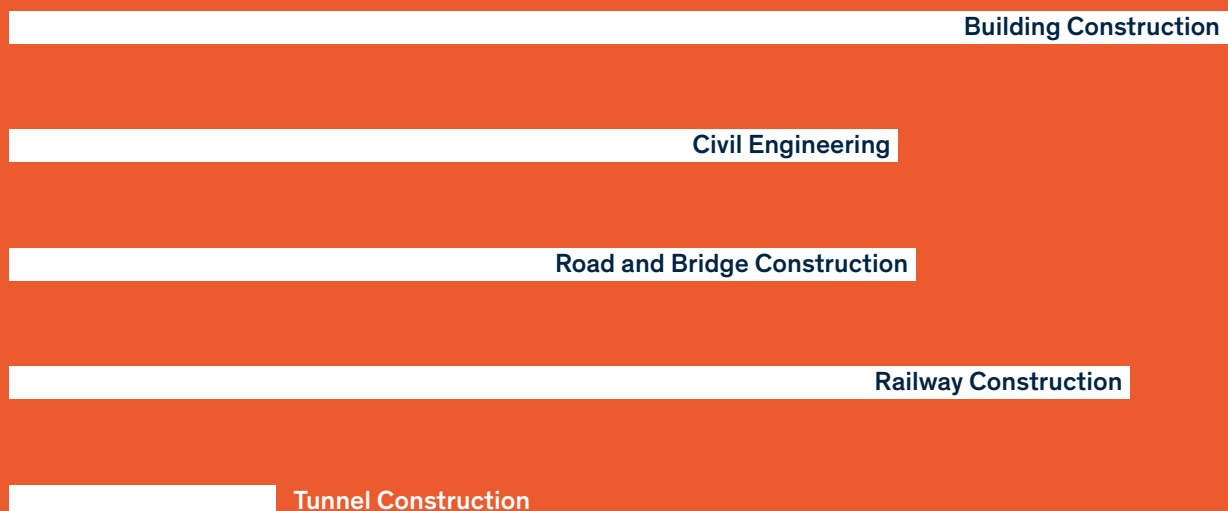 Building Construction
Civil Engineering
Road and Bridge Construction
Railway Construction
Tunnel Construction